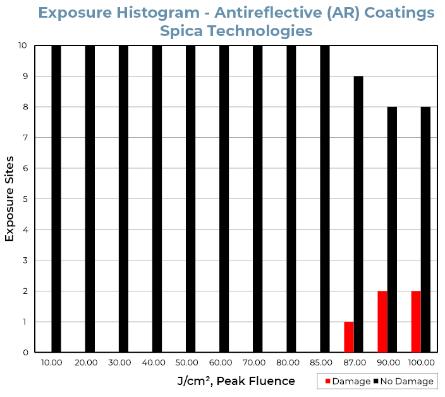 Exposure Histogram - Antireflective (AR) Coatings
Spica Technologies
Exposure Sites
10
9
8
7
6
5
4
3
2
1
0
10.00 20.00 30.00 40.00 50.00 60.00 70.00 80.00 85.00 87.00 90.00 100.00
J/cm², Peak Fluence
Damage No Damage